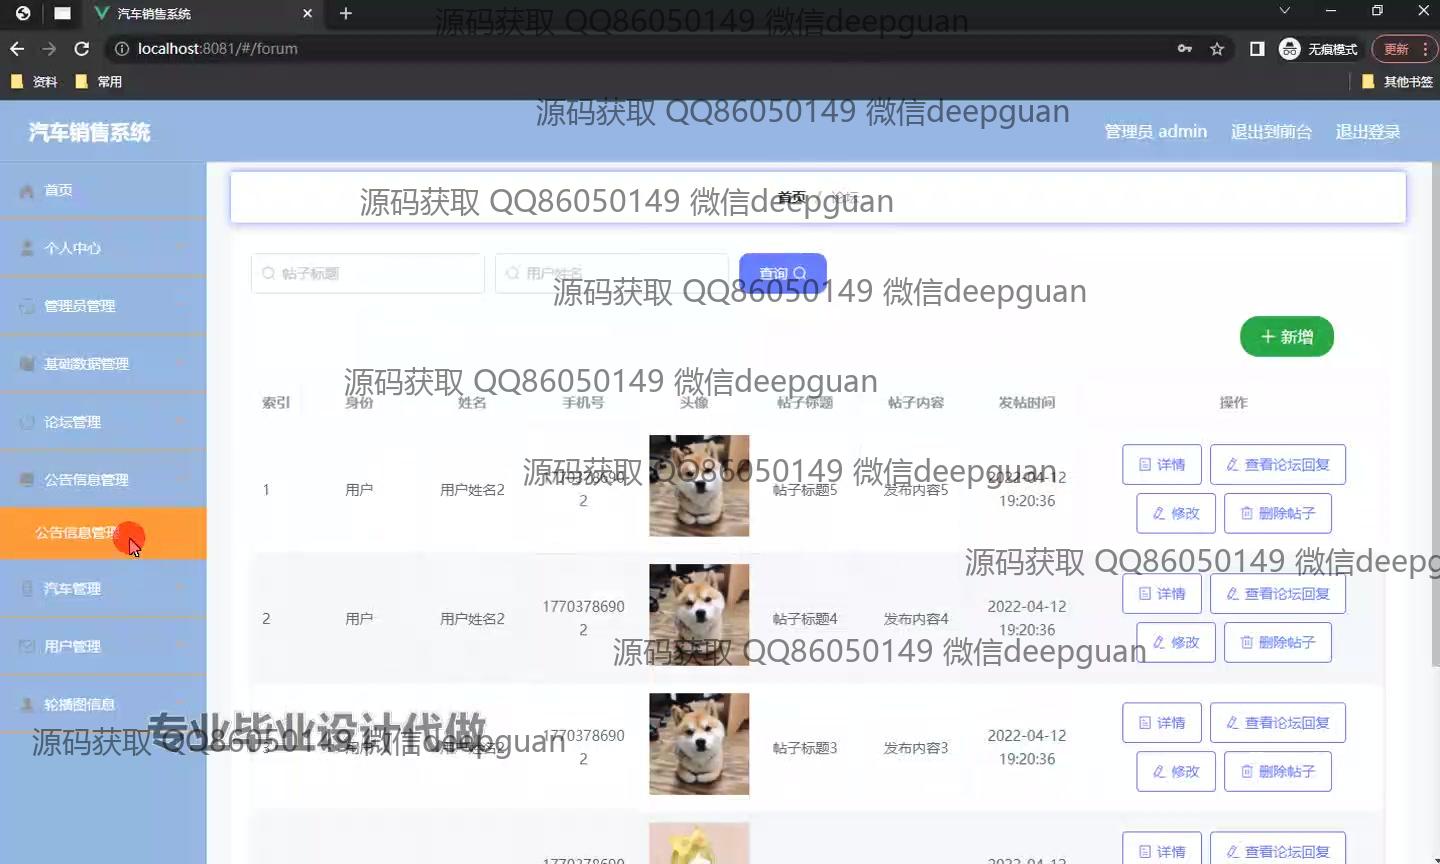 汽车销售系统
localhost:8081/#/forum
无痕模式
更新
资料
常用
其他书签
源码获取 QQ86050149 微信deepguan
源码获取 QQ86050149 微信deepguan
汽车销售系统
管理员 admin
退出到前台
退出登录
首页
个人中心
管理员管理
基础数据管理
论坛管理
公告信息管理
公告信息管理
汽车管理
用户管理
轮播图信息
首页 / 论坛
源码获取 QQ86050149 微信deepguan
帖子标题
用户姓名
查询
源码获取 QQ86050149 微信deepguan
+ 新增
源码获取 QQ86050149 微信deepguan
索引 身份 姓名 手机号 头像 帖子标题 帖子内容 发帖时间 操作
源码获取 QQ86050149 微信deepguan
1 用户 用户姓名2 17703786902 帖子标题5 发布内容5 2022-04-12 19:20:36
详情 查看论坛回复
修改 删除帖子
源码获取 QQ86050149 微信deepg
2 用户 用户姓名2 17703786902 帖子标题4 发布内容4 2022-04-12 19:20:36
详情 查看论坛回复
修改 删除帖子
源码获取 QQ86050149 微信deepguan
专业毕业设计代做
源码获取 QQ86050149 微信deepguan
3 用户 用户姓名2 17703786902 帖子标题3 发布内容3 2022-04-12 19:20:36
详情 查看论坛回复
修改 删除帖子
1770378690 2022-04-12
详情 查看论坛回复